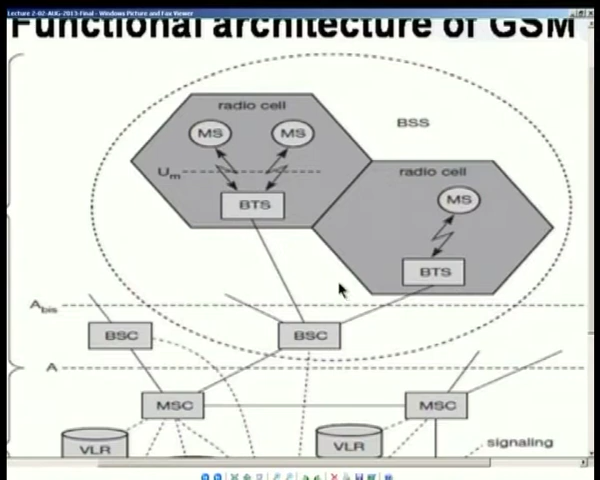 Lecture 2-02-AUG-2013-Final - Windows Picture and Fax Viewer
Functional architecture of GSM
radio cell
BSS
MS MS
radio cell
Um
MS
BTS
BTS
Abis
BSC BSC
A
MSC MSC
VLR VLR
signaling